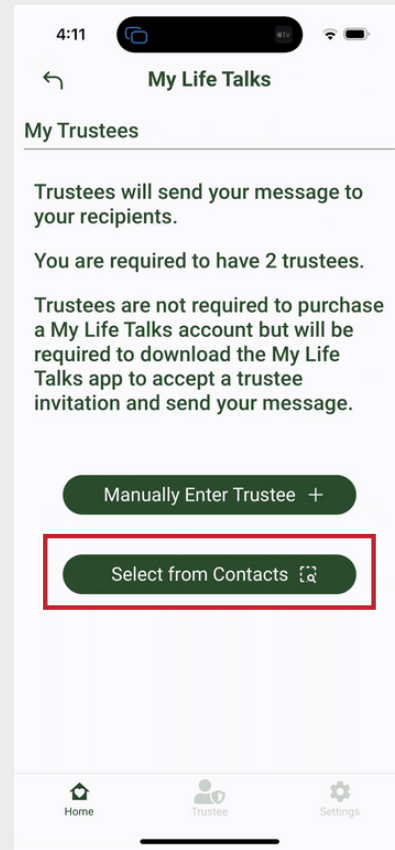 4:11
tv
My Life Talks
My Trustees
Trustees will send your message to
your recipients.
You are required to have 2 trustees.
Trustees are not required to purchase
a My Life Talks account but will be
required to download the My Life
Talks app to accept a trustee
invitation and send your message.
Manually Enter Trustee +
Select from Contacts
Home
Trustee
Settings